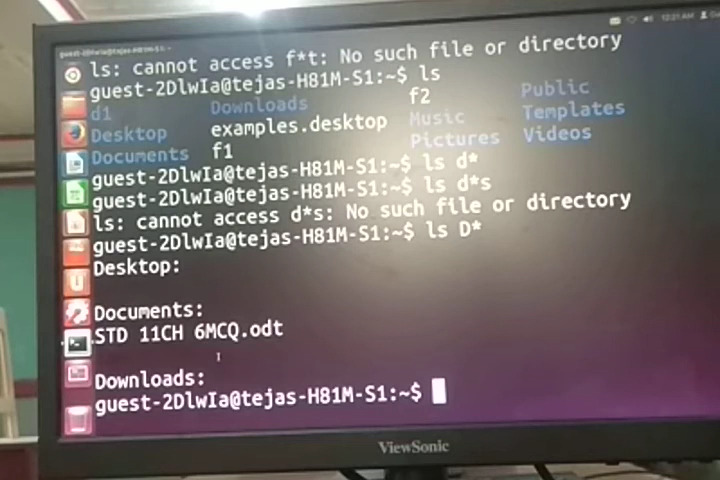 12:21 AM
ls: cannot access f*t: No such file or directory
guest-2DlwIa@tejas-H81M-S1:~$ ls
d1 Downloads f2 Public
Desktop examples.desktop Music Templates
Documents f1 Pictures Videos
guest-2DlwIa@tejas-H81M-S1:~$ ls d*
guest-2DlwIa@tejas-H81M-S1:~$ ls d*s
ls: cannot access d*s: No such file or directory
guest-2DlwIa@tejas-H81M-S1:~$ ls D*
Desktop:
Documents:
STD 11CH 6MCQ.odt
Downloads:
guest-2DlwIa@tejas-H81M-S1:~$
ViewSonic